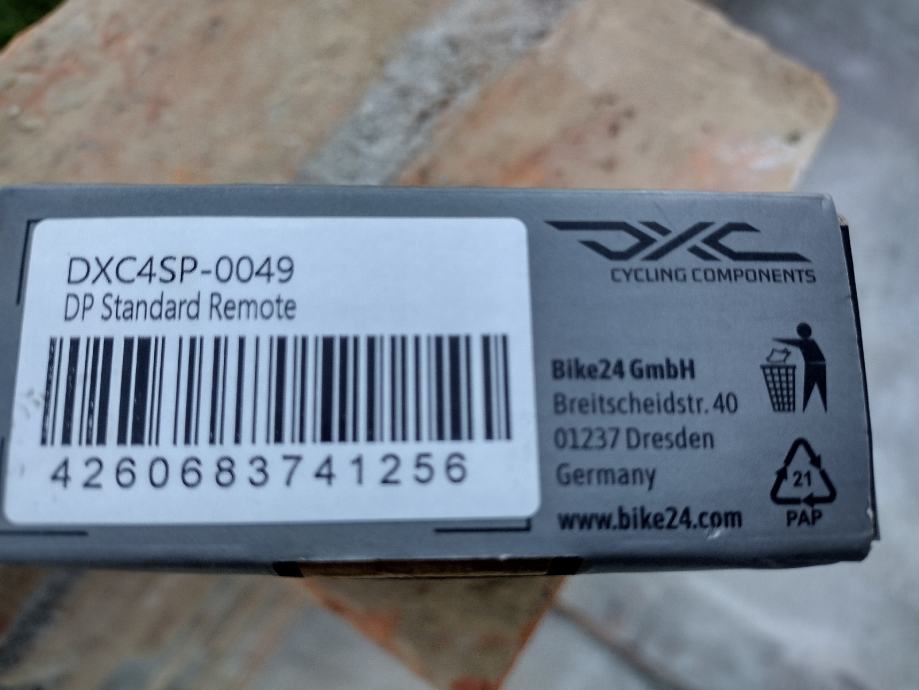 DXC4SP-0049
DP Standard Remote
4260683741256
DXC
CYCLING COMPONENTS
Bike24 GmbH
Breitscheidstr. 40
01237 Dresden
Germany
www.bike24.com
21
PAP